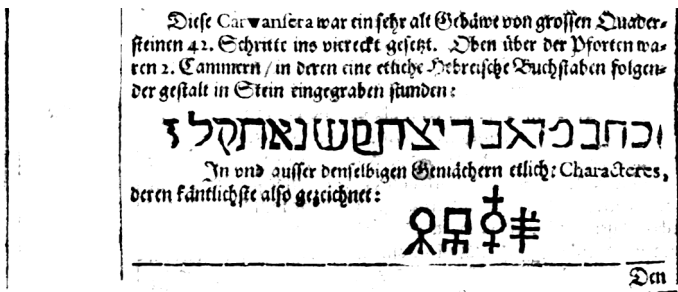 Diese Carwansera war ein sehr alt Gebäwe von grossen Quader-
steinen 42. Schritte ins viereckt gesetzt. Oben über der Pforten wa-
ren 2. Cammern / in deren eine etliche Hebreische Buchstaben folgen-
der gestalt in Stein eingegraben stunden:
In vnd ausser denselbigen Gemächern etliche Characteres,
deren käntlichste also gezeichnet:
Den